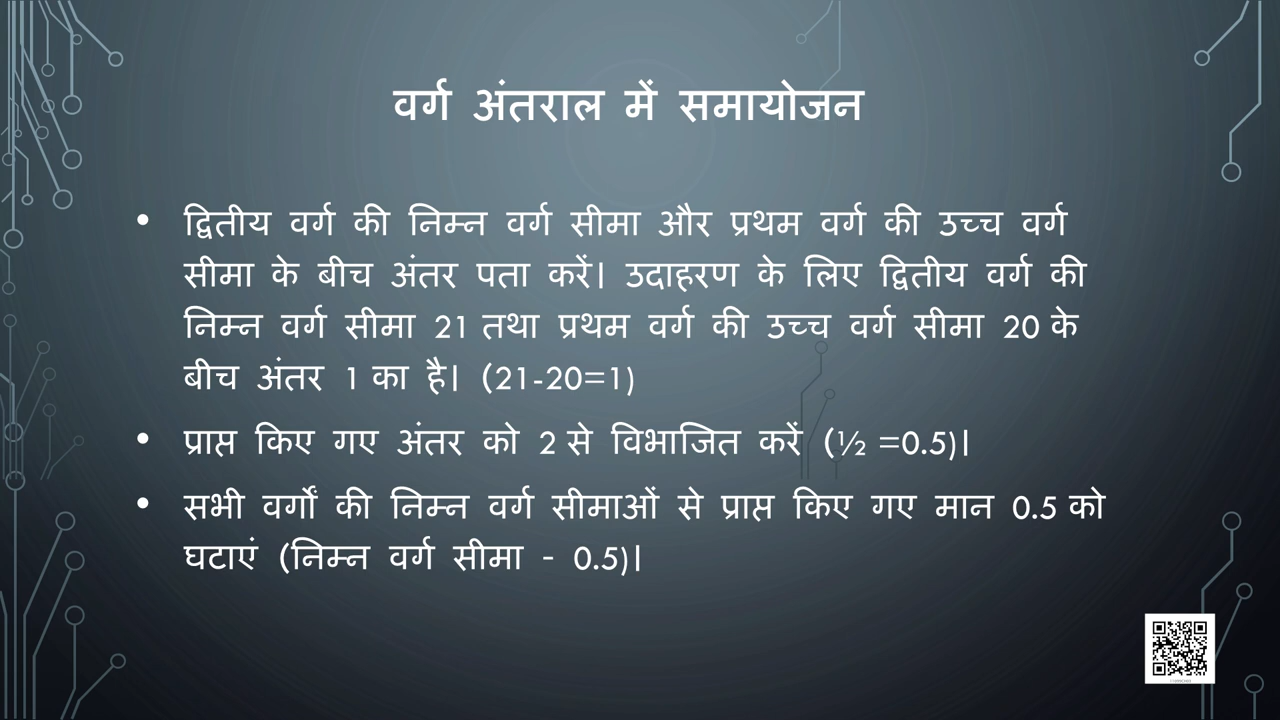 वर्ग अंतराल में समायोजन
• द्वितीय वर्ग की निम्न वर्ग सीमा और प्रथम वर्ग की उच्च वर्ग
सीमा के बीच अंतर पता करें। उदाहरण के लिए द्वितीय वर्ग की
निम्न वर्ग सीमा 21 तथा प्रथम वर्ग की उच्च वर्ग सीमा 20 के
बीच अंतर 1 का है। (21-20=1)
• प्राप्त किए गए अंतर को 2 से विभाजित करें (½ =0.5)।
• सभी वर्गों की निम्न वर्ग सीमाओं से प्राप्त किए गए मान 0.5 को
घटाएं (निम्न वर्ग सीमा - 0.5)।